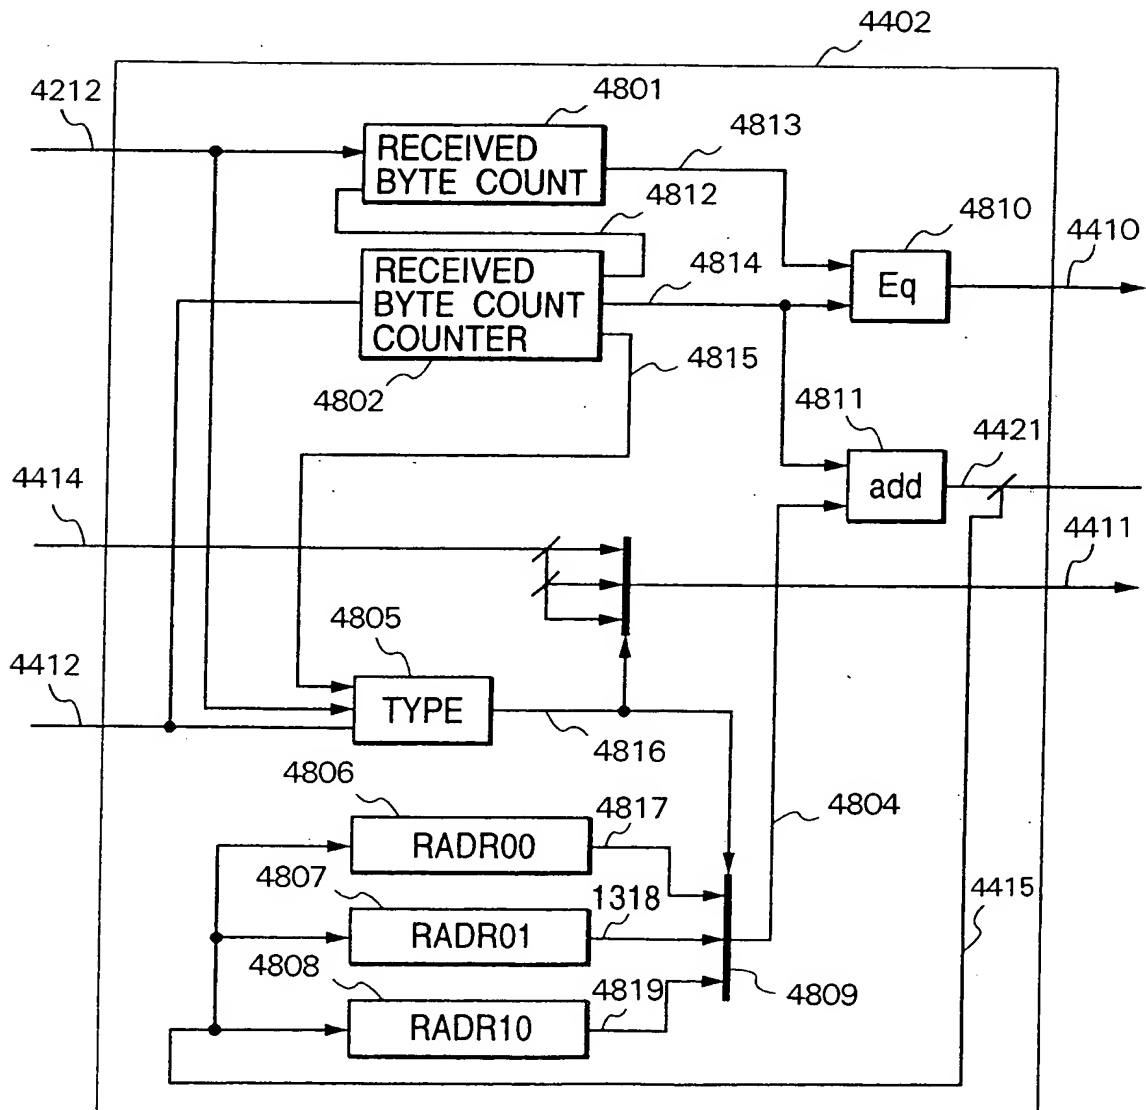 4402
4212
4801
RECEIVED
BYTE COUNT
4813
4812
4810
4410
Eq
RECEIVED
BYTE COUNT
COUNTER
4814
4802
4815
4811
4421
add
4414
4411
4805
4412
TYPE
4816
4806
4817
4804
RADR00
4807
1318
4415
RADR01
4808
4819
4809
RADR10